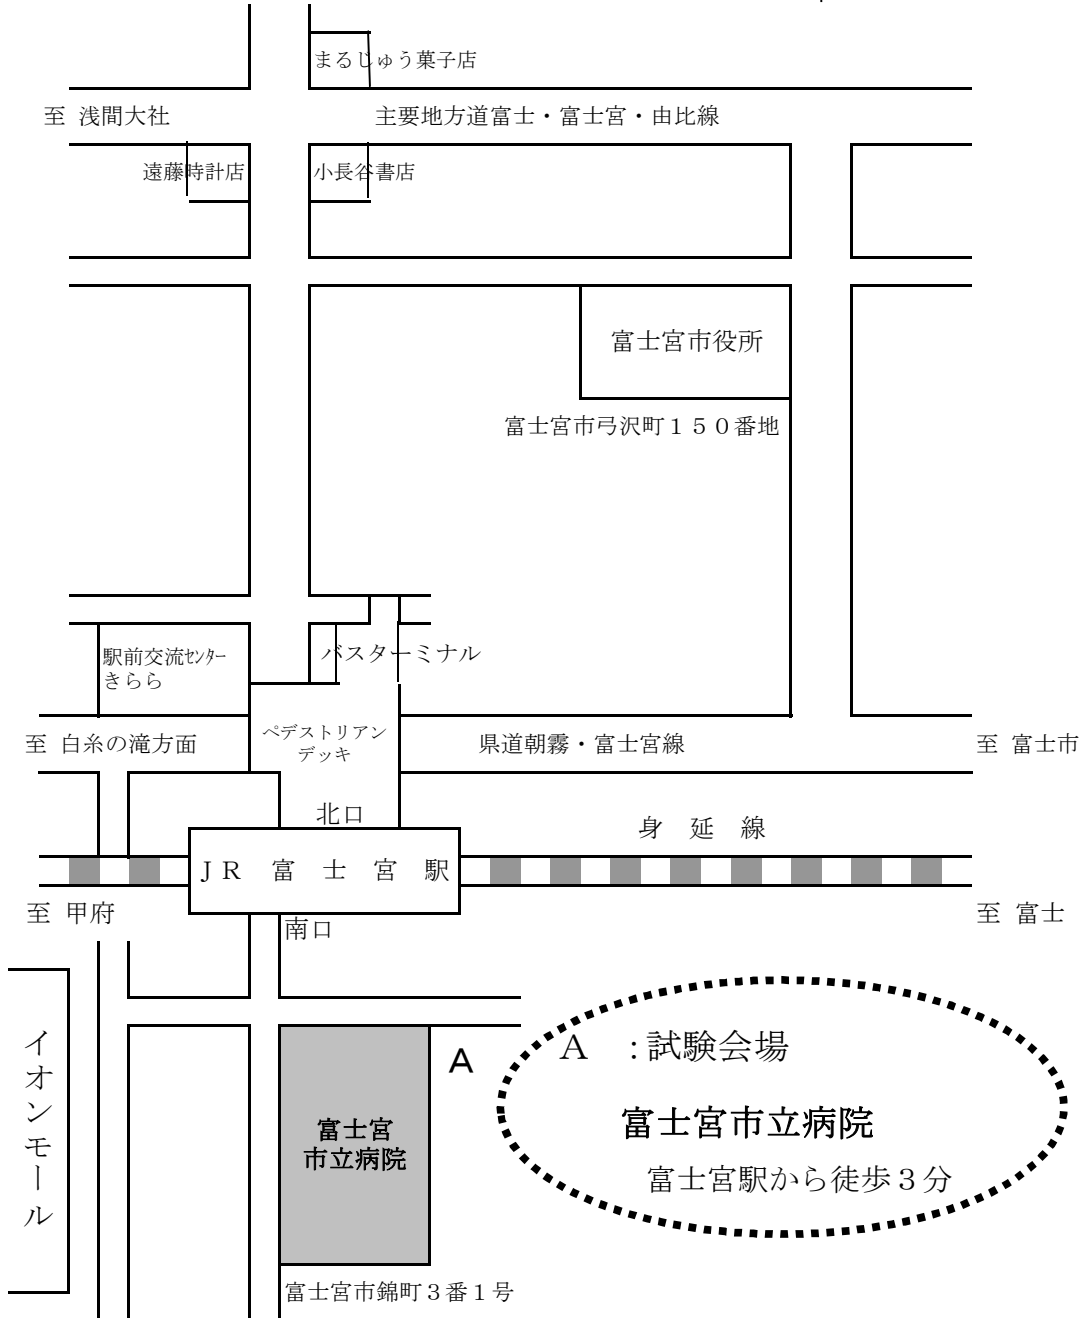 まるじゅう菓子店
至 浅間大社
主要地方道富士・富士宮・由比線
遠藤時計店
小長谷書店
富士宮市役所
富士宮市弓沢町１５０番地
駅前交流ｾﾝﾀｰ
きらら
バスターミナル
至 白糸の滝方面
ペデストリアン
デッキ
県道朝霧・富士宮線
至 富士市
北口
身 延 線
ＪＲ 富 士 宮 駅
至 甲府
至 富士
南口
イオンモール
A
Ａ ：試験会場
富士宮市立病院
富士宮駅から徒歩３分
富士宮
市立病院
富士宮市錦町３番１号